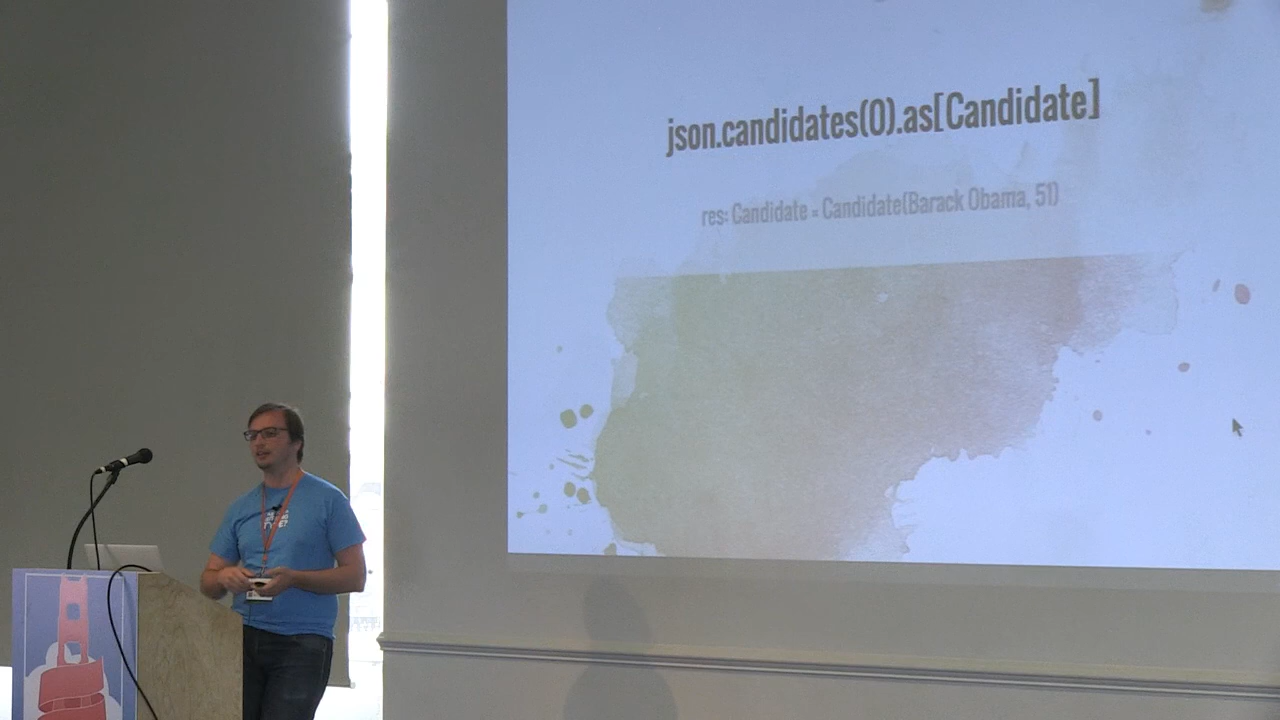 json.candidates(0).as[Candidate]
res: Candidate = Candidate(Barack Obama, 51)